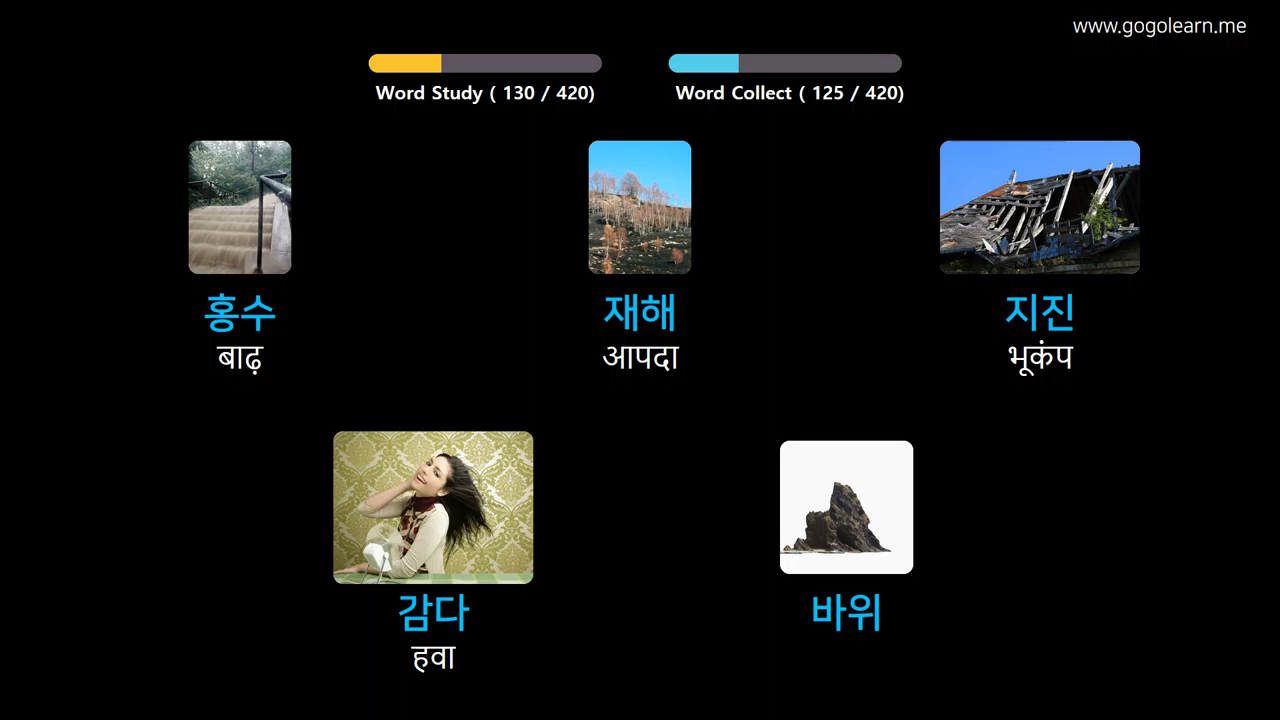 www.gogolearn.me
Word Study ( 130 / 420)
Word Collect ( 125 / 420)
홍수
बाढ़
재해
आपदा
지진
भूकंप
감다
हवा
바위